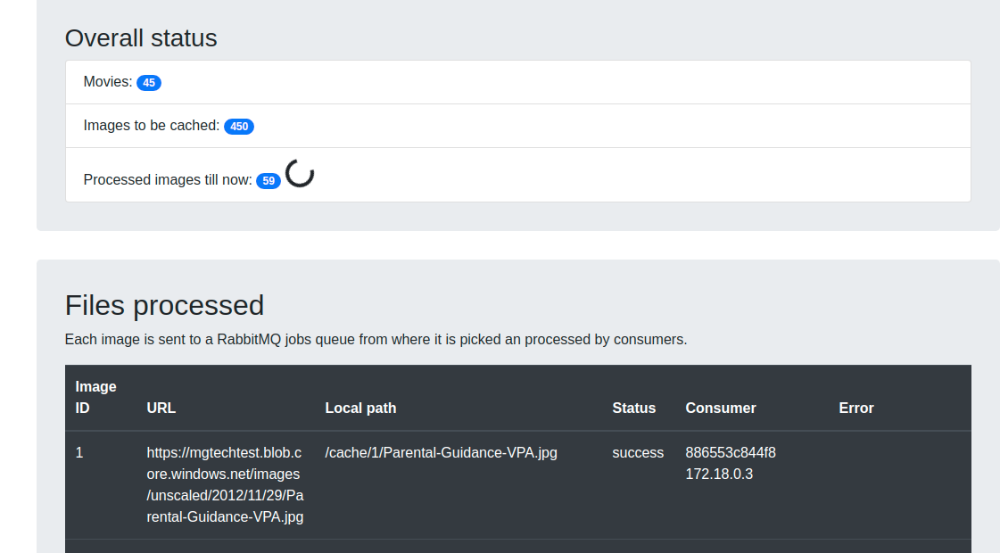 Overall status
Movies: 45
Images to be cached: 450
Processed images till now: 59
Files processed
Each image is sent to a RabbitMQ jobs queue from where it is picked an processed by consumers.
Image
ID URL Local path Status Consumer Error
1 https://mgtechtest.blob.c /cache/1/Parental-Guidance-VPA.jpg success 886553c844f8
ore.windows.net/images 172.18.0.3
/unscaled/2012/11/29/Pa
rental-Guidance-VPA.jpg